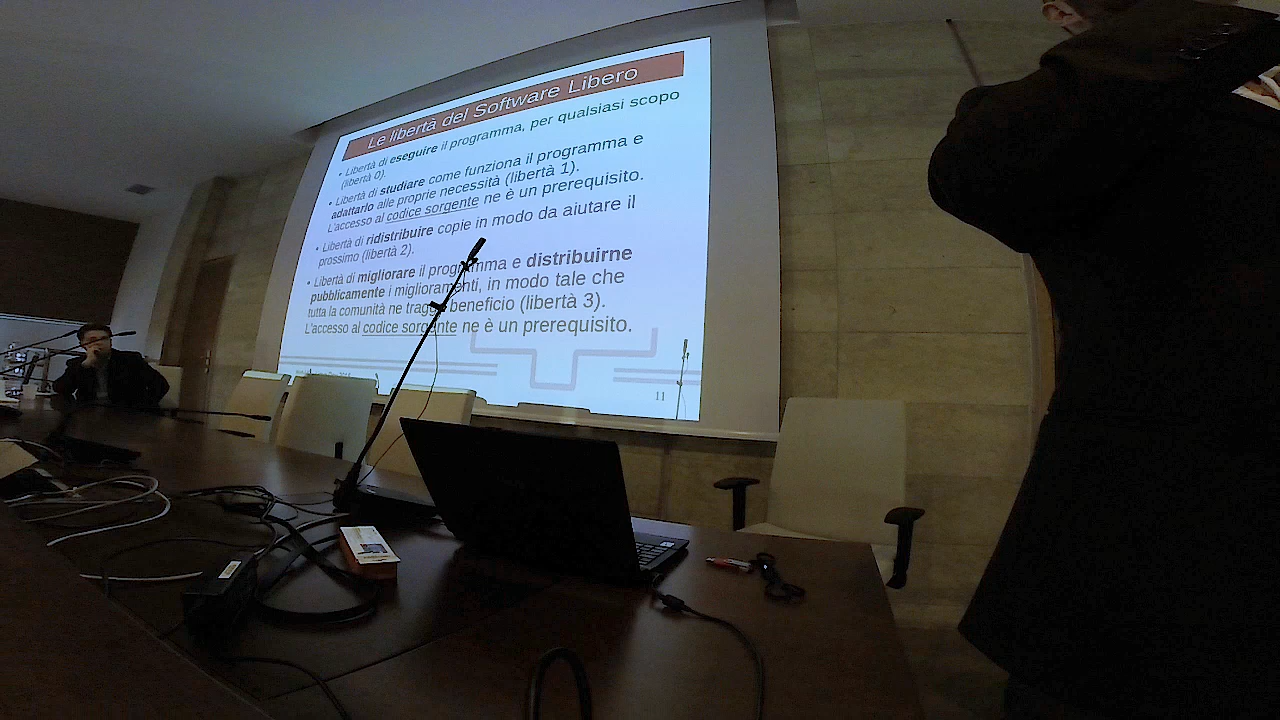 Le libertà del Software Libero
• Libertà di eseguire il programma, per qualsiasi scopo
(libertà 0).
• Libertà di studiare come funziona il programma e
adattarlo alle proprie necessità (libertà 1).
L'accesso al codice sorgente ne è un prerequisito.
• Libertà di ridistribuire copie in modo da aiutare il
prossimo (libertà 2).
• Libertà di migliorare il programma e distribuirne
pubblicamente i miglioramenti, in modo tale che
tutta la comunità ne tragga beneficio (libertà 3).
L'accesso al codice sorgente ne è un prerequisito.
11